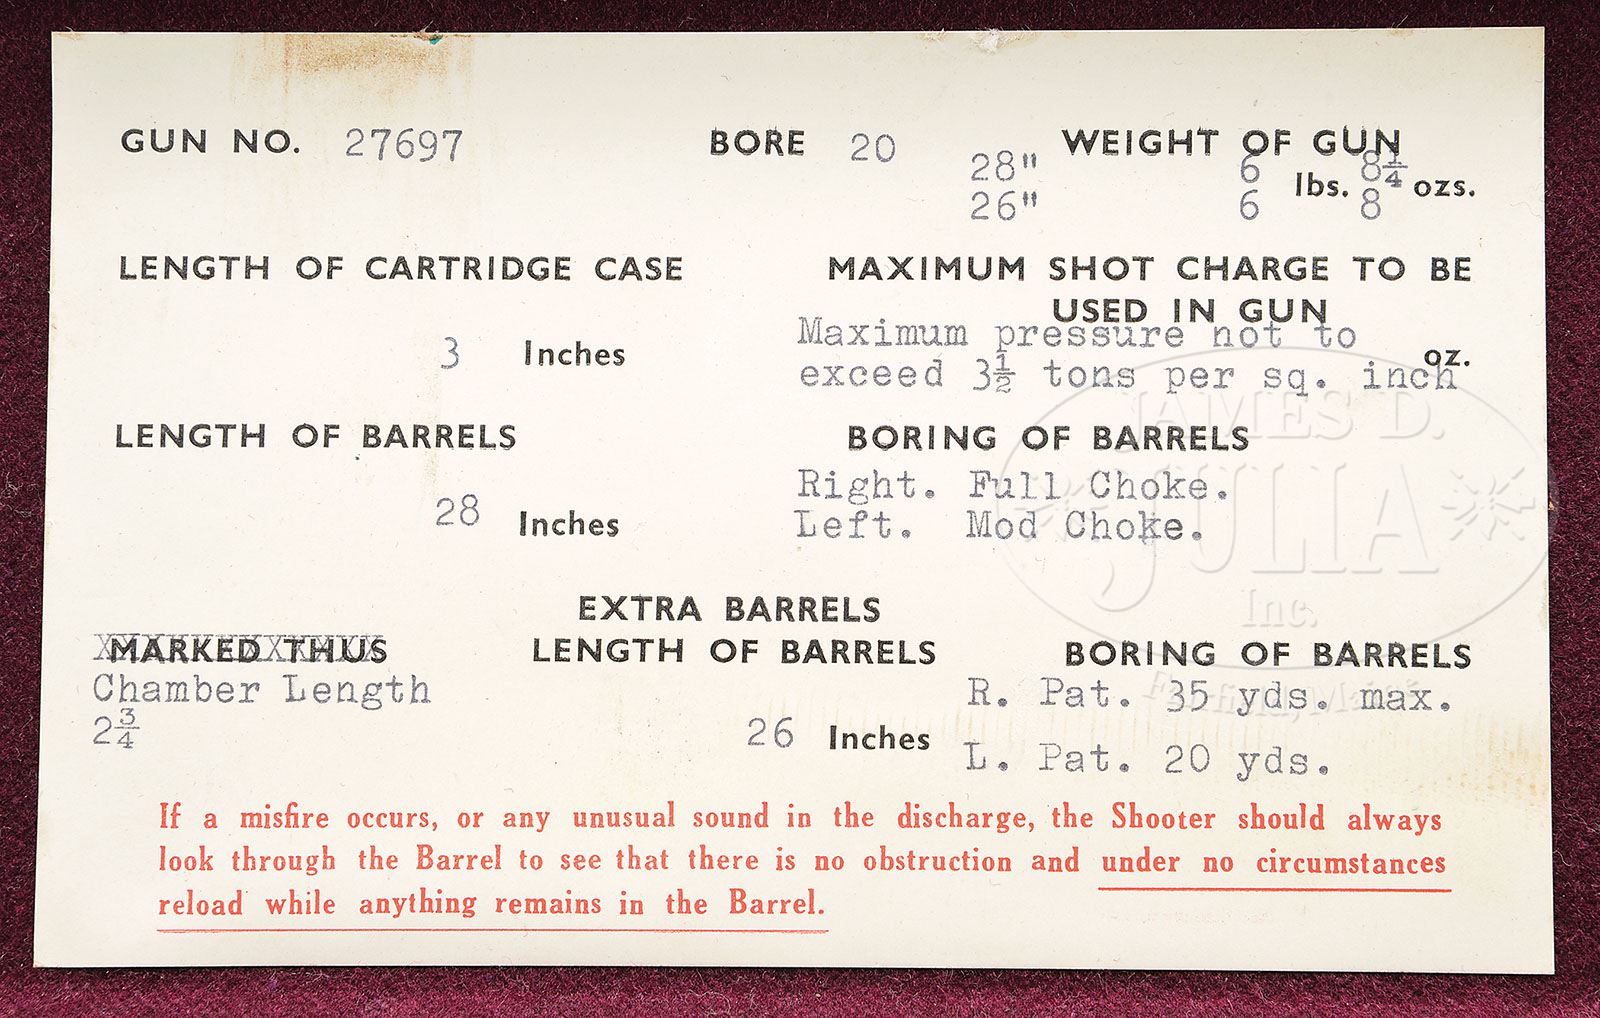 GUN NO. 27697 BORE 20 WEIGHT OF GUN
28" 6 lbs. 8¼ ozs.
26" 6 8
LENGTH OF CARTRIDGE CASE
3 Inches
MAXIMUM SHOT CHARGE TO BE
USED IN GUN
Maximum pressure not to
exceed 3½ tons per sq. inch oz.
LENGTH OF BARRELS
28 Inches
BORING OF BARRELS
Right. Full Choke.
Left. Mod Choke.
EXTRA BARRELS
MARKED THUS LENGTH OF BARRELS BORING OF BARRELS
Chamber Length
2¾
26 Inches
R. Pat. 35 yds. max.
L. Pat. 20 yds.
If a misfire occurs, or any unusual sound in the discharge, the Shooter should always
look through the Barrel to see that there is no obstruction and under no circumstances
reload while anything remains in the Barrel.
JAMES D.
JULIA
Inc.
Fairfield, Maine